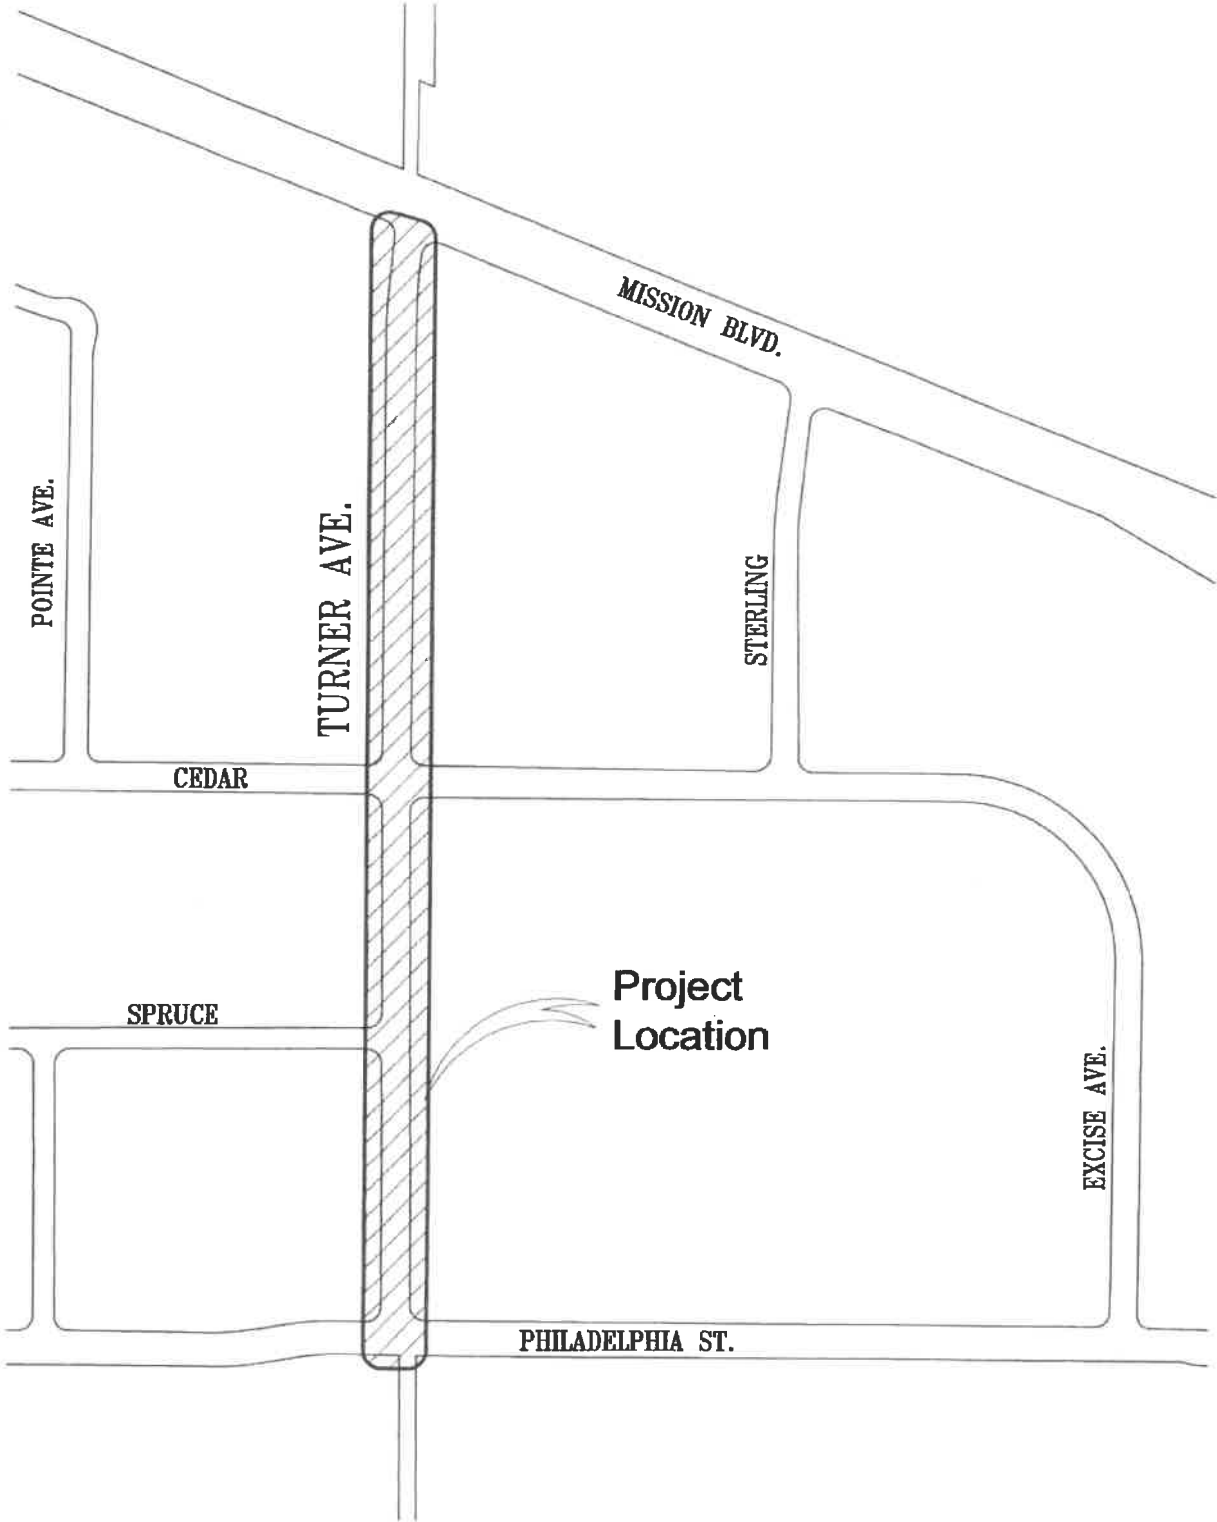 MISSION BLVD.
POINTE AVE.
TURNER AVE.
STERLING
CEDAR
Project
Location
SPRUCE
EXCISE AVE.
PHILADELPHIA ST.